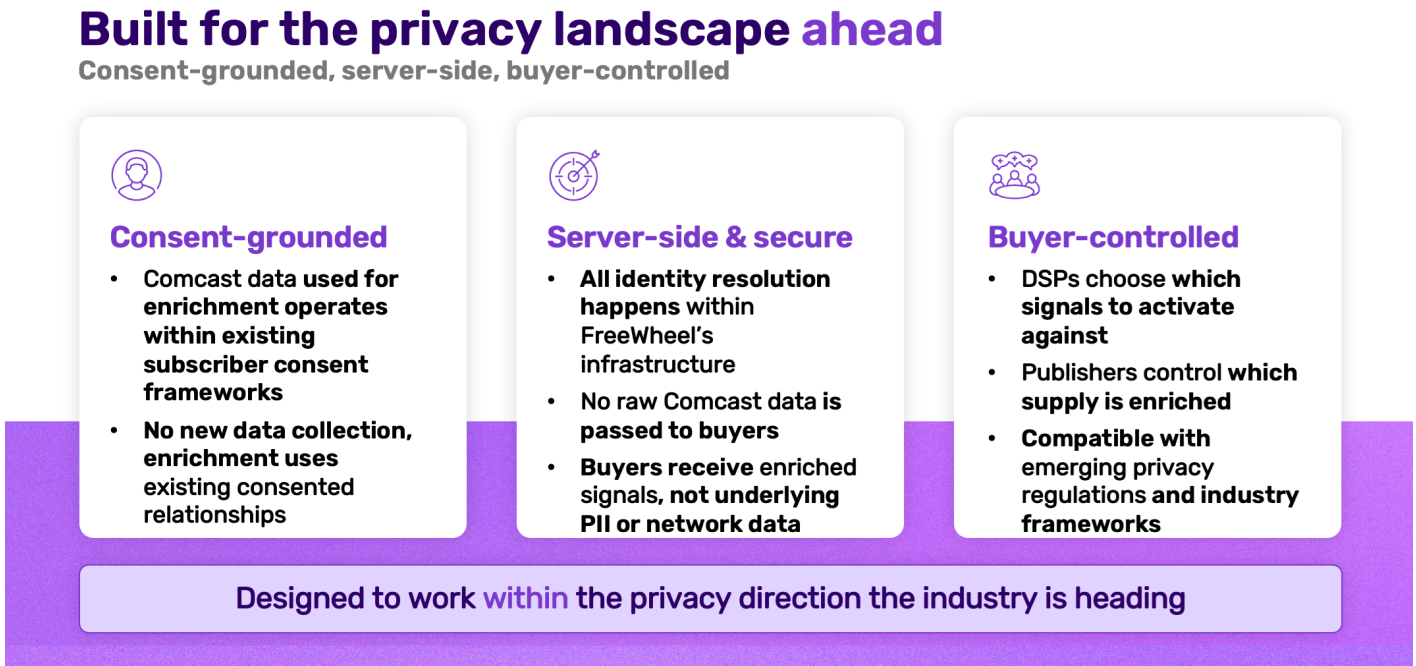 Built for the privacy landscape ahead
Consent-grounded, server-side, buyer-controlled
Consent-grounded
• Comcast data used for
enrichment operates
within existing
subscriber consent
frameworks
• No new data collection,
enrichment uses
existing consented
relationships
Server-side & secure
• All identity resolution
happens within
FreeWheel’s
infrastructure
• No raw Comcast data is
passed to buyers
• Buyers receive enriched
signals, not underlying
PII or network data
Buyer-controlled
• DSPs choose which
signals to activate
against
• Publishers control which
supply is enriched
• Compatible with
emerging privacy
regulations and industry
frameworks
Designed to work within the privacy direction the industry is heading